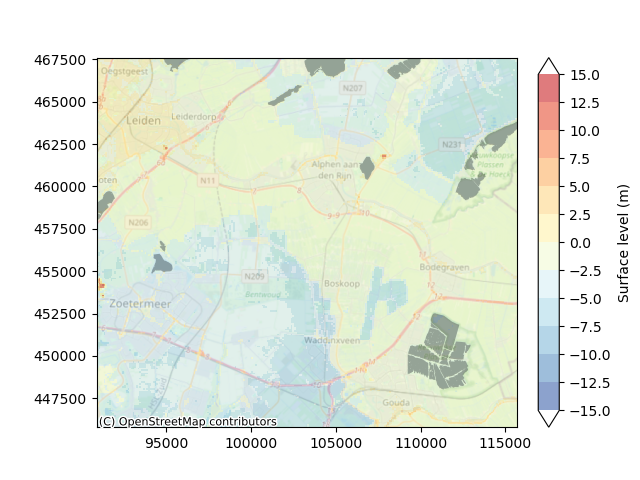 467500
465000
462500
460000
457500
455000
452500
450000
447500
95000
100000
105000
110000
115000
Oegstgeest
Leiden
Leiderdorp
N207
N231
Alphen aan
den Rijn
N11
N206
N209
Zoetermeer
Boskoop
Bodegraven
Waddinxveen
Gouda
(C) OpenStreetMap contributors
15.0
12.5
10.0
7.5
5.0
2.5
0.0
−2.5
−5.0
−7.5
−10.0
−12.5
−15.0
Surface level (m)